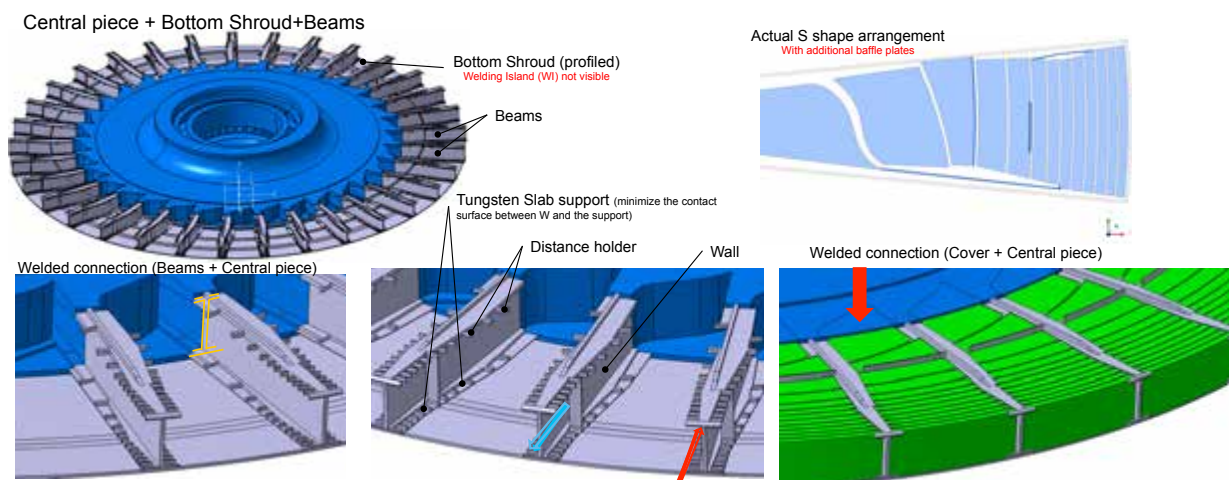 Central piece + Bottom Shroud+Beams
Bottom Shroud (profiled)
Welding Island (WI) not visible
Beams
Actual S shape arrangement
With additional baffle plates
Tungsten Slab support (minimize the contact
surface between W and the support)
Distance holder
Wall
Welded connection (Beams + Central piece)
Welded connection (Cover + Central piece)